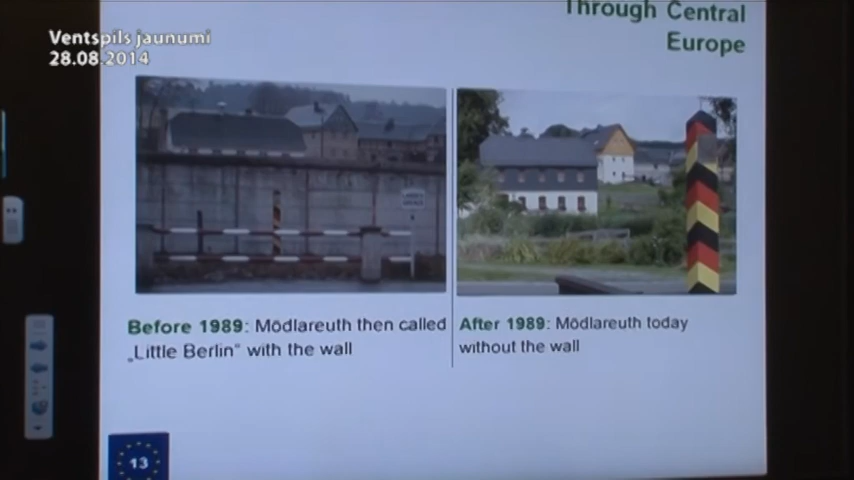 Ventspils jaunumi
28.08.2014
Through Central
Europe
Before 1989: Mödlareuth then called
„Little Berlin“ with the wall
After 1989: Mödlareuth today
without the wall
13